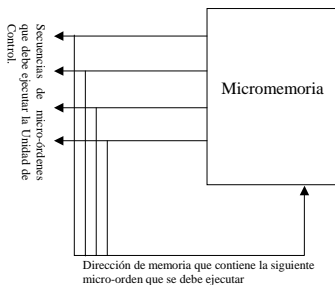 Secuencias de micro-órdenes
que debe ejecutar la Unidad de
Control.
Micromemoria
Dirección de memoria que contiene la siguiente
micro-orden que se debe ejecutar